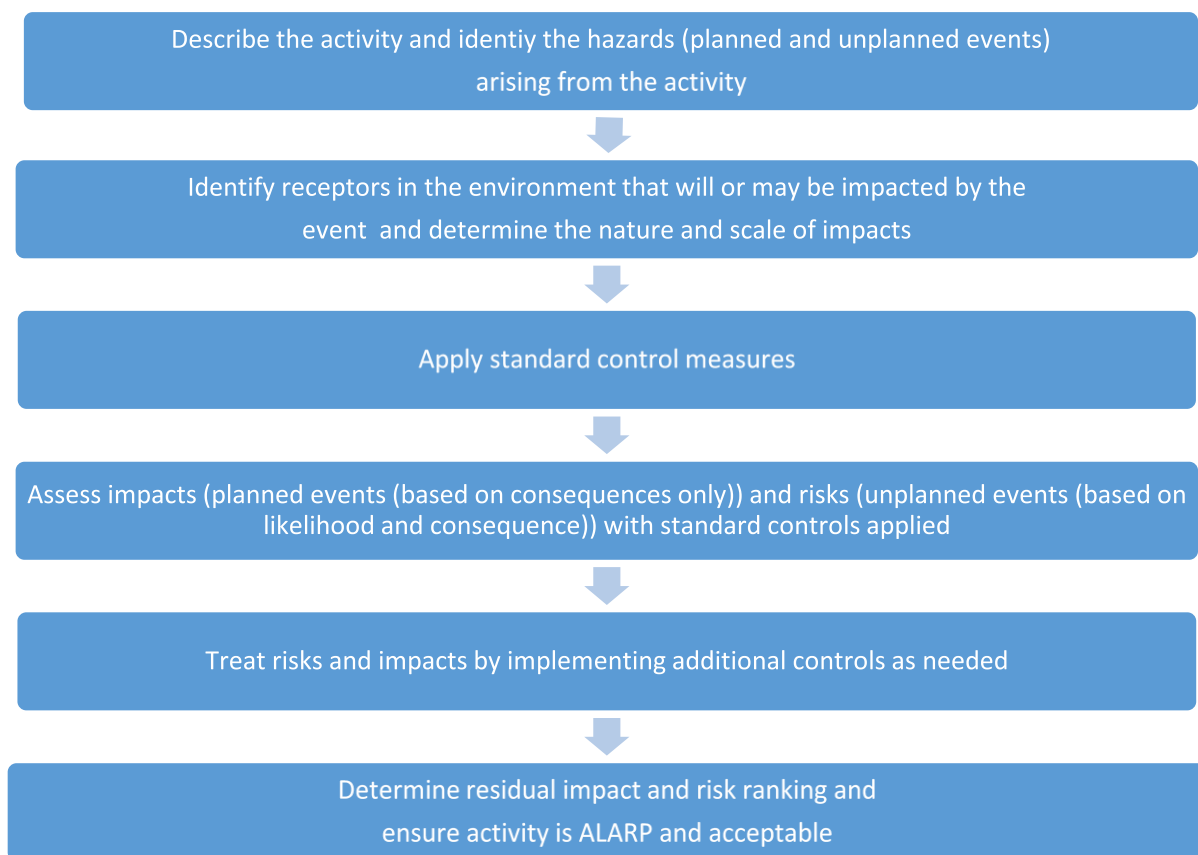 Describe the activity and identiy the hazards (planned and unplanned events)
arising from the activity
Identify receptors in the environment that will or may be impacted by the
event and determine the nature and scale of impacts
Apply standard control measures
Assess impacts (planned events (based on consequences only)) and risks (unplanned events (based on
likelihood and consequence)) with standard controls applied
Treat risks and impacts by implementing additional controls as needed
Determine residual impact and risk ranking and
ensure activity is ALARP and acceptable